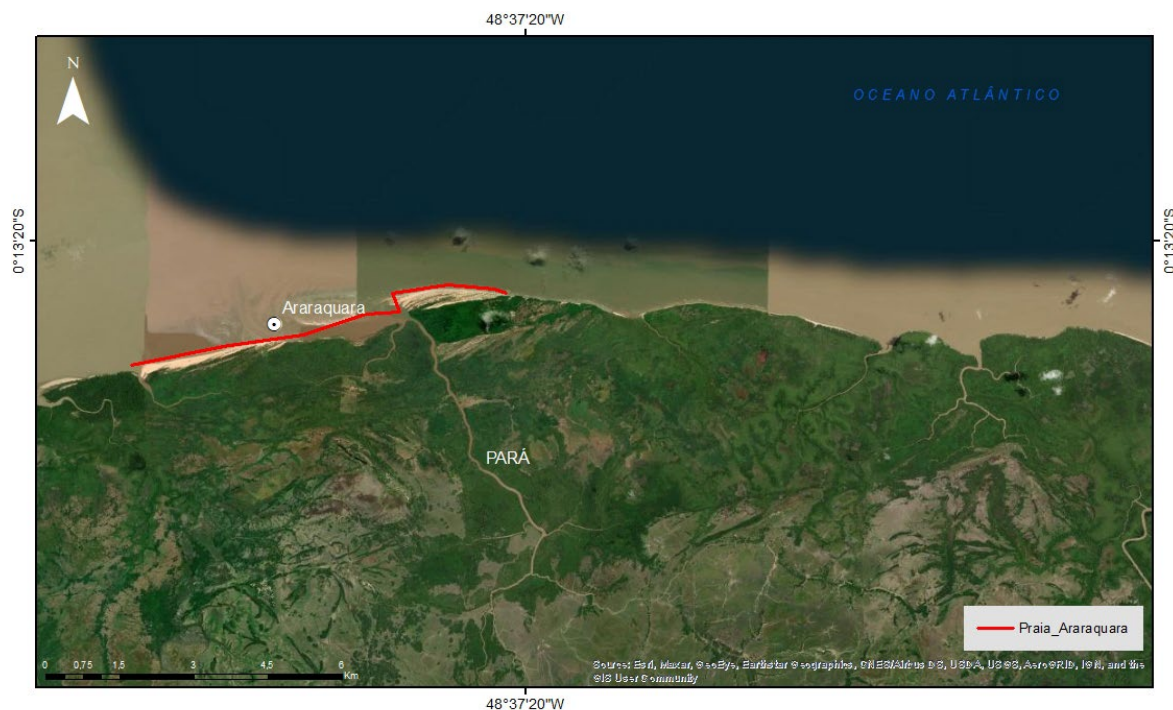 48°37'20"W
N
OCEANO ATLÂNTICO
0°13'20"S
0°13'20"S
Araraquara
PARÁ
Praia_Araraquara
0 0,75 1,5 3 4,5 6
Km
Source: Esri, Maxar, GeoEye, Earthstar Geographics, CNES/Airbus DS, USDA, USGS, AeroGRID, IGN, and the
GIS User Community
48°37'20"W